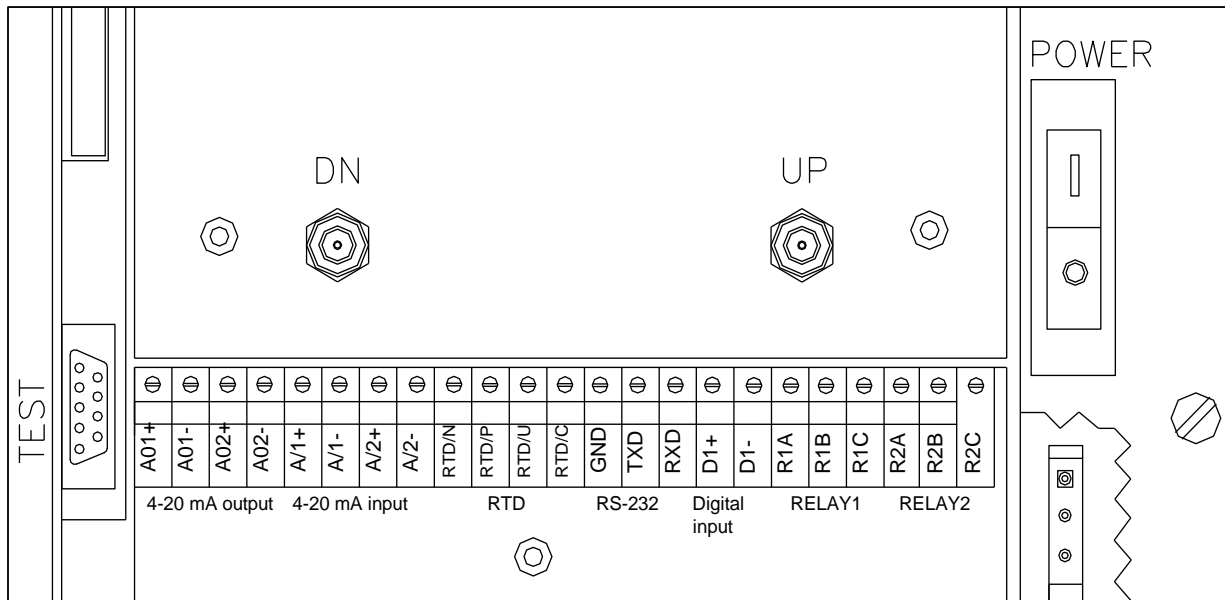 POWER
DN
UP
TEST
A01+
A01-
A02+
A02-
A/1+
A/1-
A/2+
A/2-
RTD/N
RTD/P
RTD/U
RTD/C
GND
TXD
RXD
D1+
D1-
R1A
R1B
R1C
R2A
R2B
R2C
4-20 mA output
4-20 mA input
RTD
RS-232
Digital
input
RELAY1
RELAY2